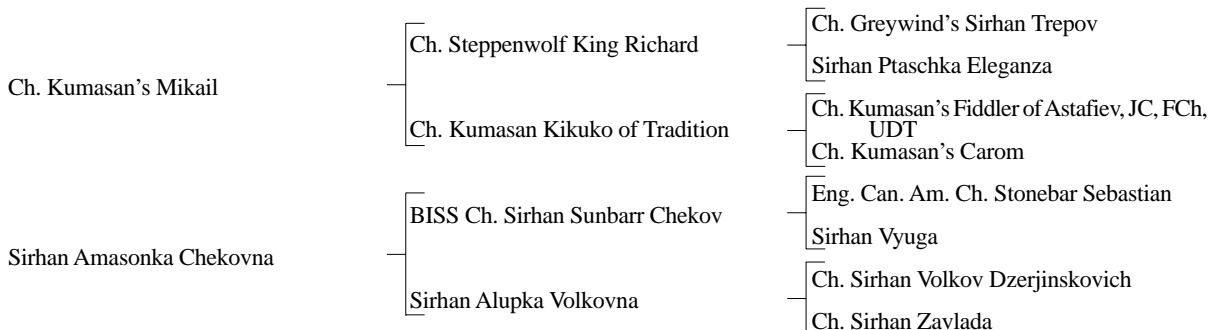 Ch. Greywind’s Sirhan Trepov
Ch. Steppenwolf King Richard
Sirhan Ptaschka Eleganza
Ch. Kumasan’s Mikail
Ch. Kumasan’s Fiddler of Astafiev, JC, FCh,
UDT
Ch. Kumasan Kikuko of Tradition
Ch. Kumasan’s Carom
Eng. Can. Am. Ch. Stonebar Sebastian
BISS Ch. Sirhan Sunbarr Chekov
Sirhan Vyuga
Sirhan Amasonka Chekovna
Ch. Sirhan Volkov Dzerjinskovich
Sirhan Alupka Volkovna
Ch. Sirhan Zavlada